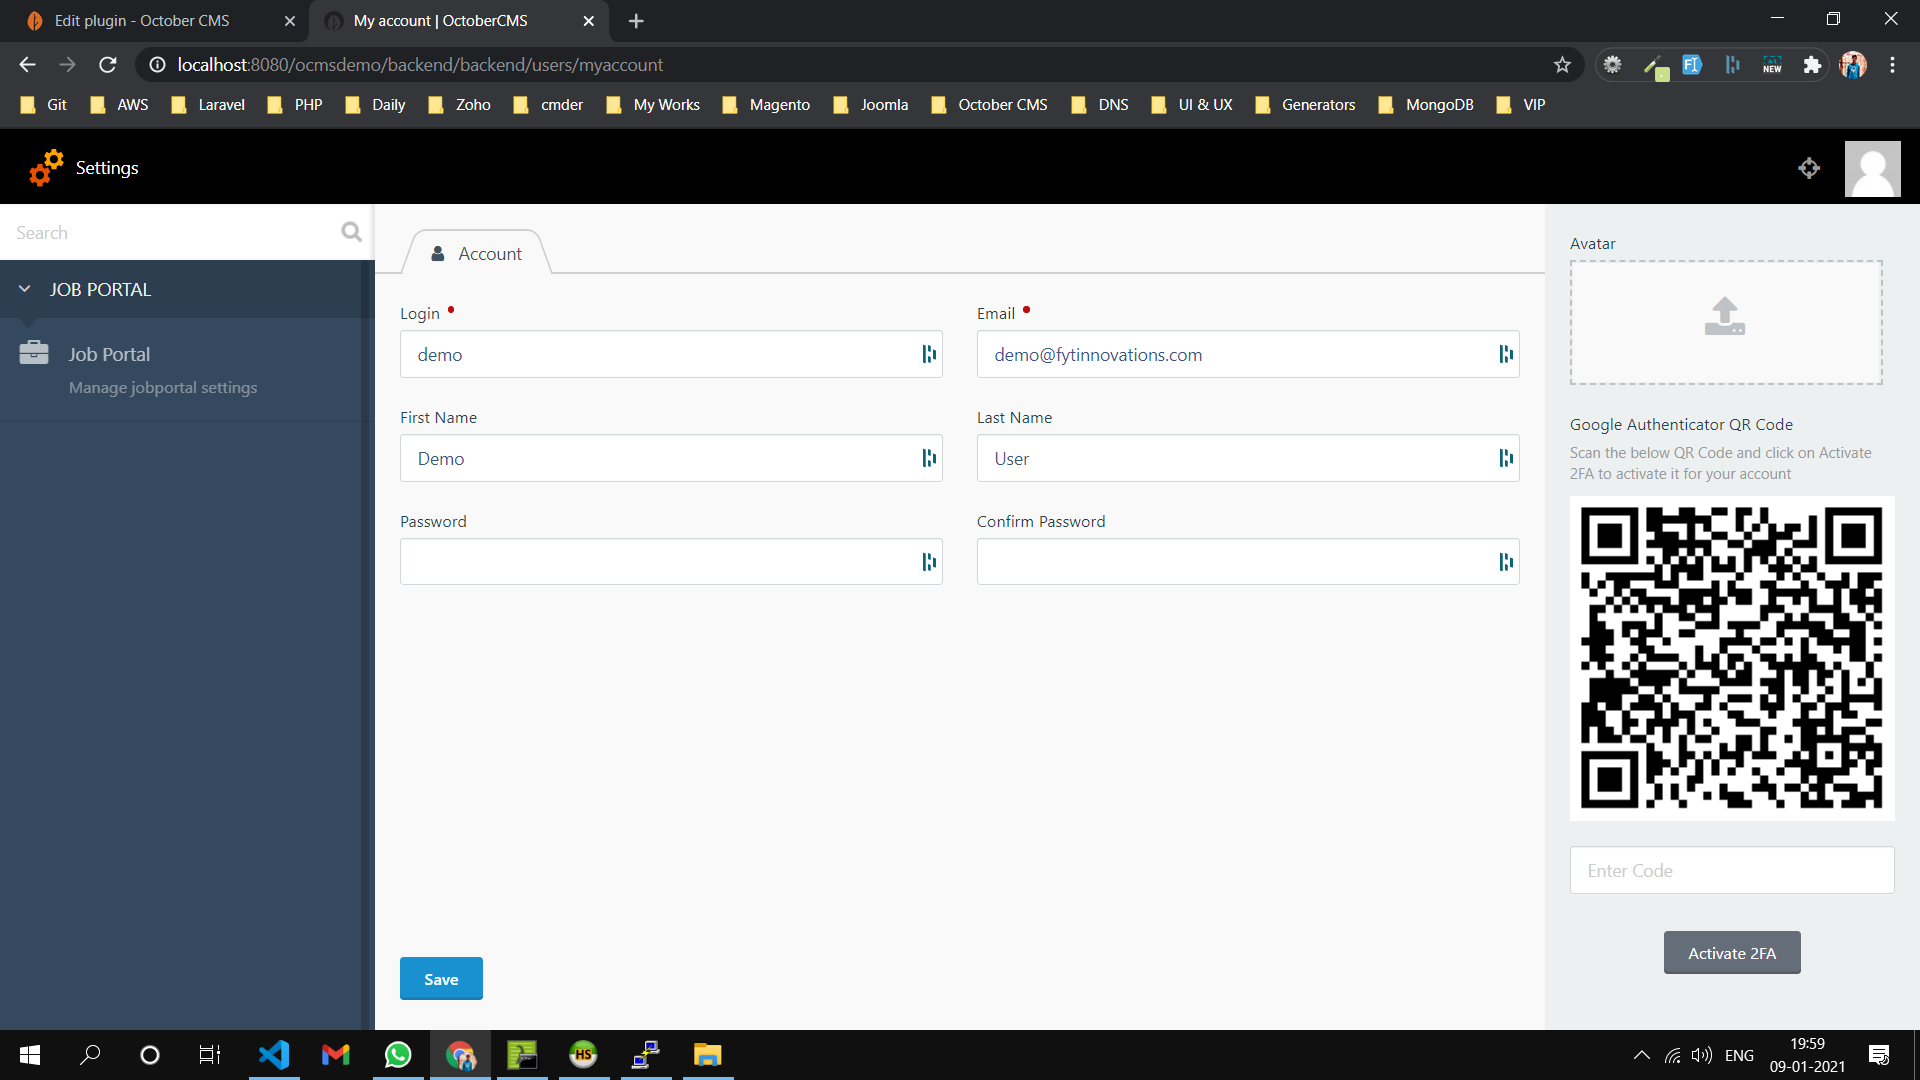 Edit plugin - October CMS
My account | OctoberCMS
localhost:8080/ocmsdemo/backend/backend/users/myaccount
NEW
Git AWS Laravel PHP Daily Zoho cmder My Works Magento Joomla October CMS DNS UI & UX Generators MongoDB VIP
Settings
Search
JOB PORTAL
Job Portal
Manage jobportal settings
Account
Login
demo
Email
demo@fytinnovations.com
First Name
Demo
Last Name
User
Password
Confirm Password
Save
Avatar
Google Authenticator QR Code
Scan the below QR Code and click on Activate
2FA to activate it for your account
Enter Code
Activate 2FA
HS
ENG
19:59
09-01-2021